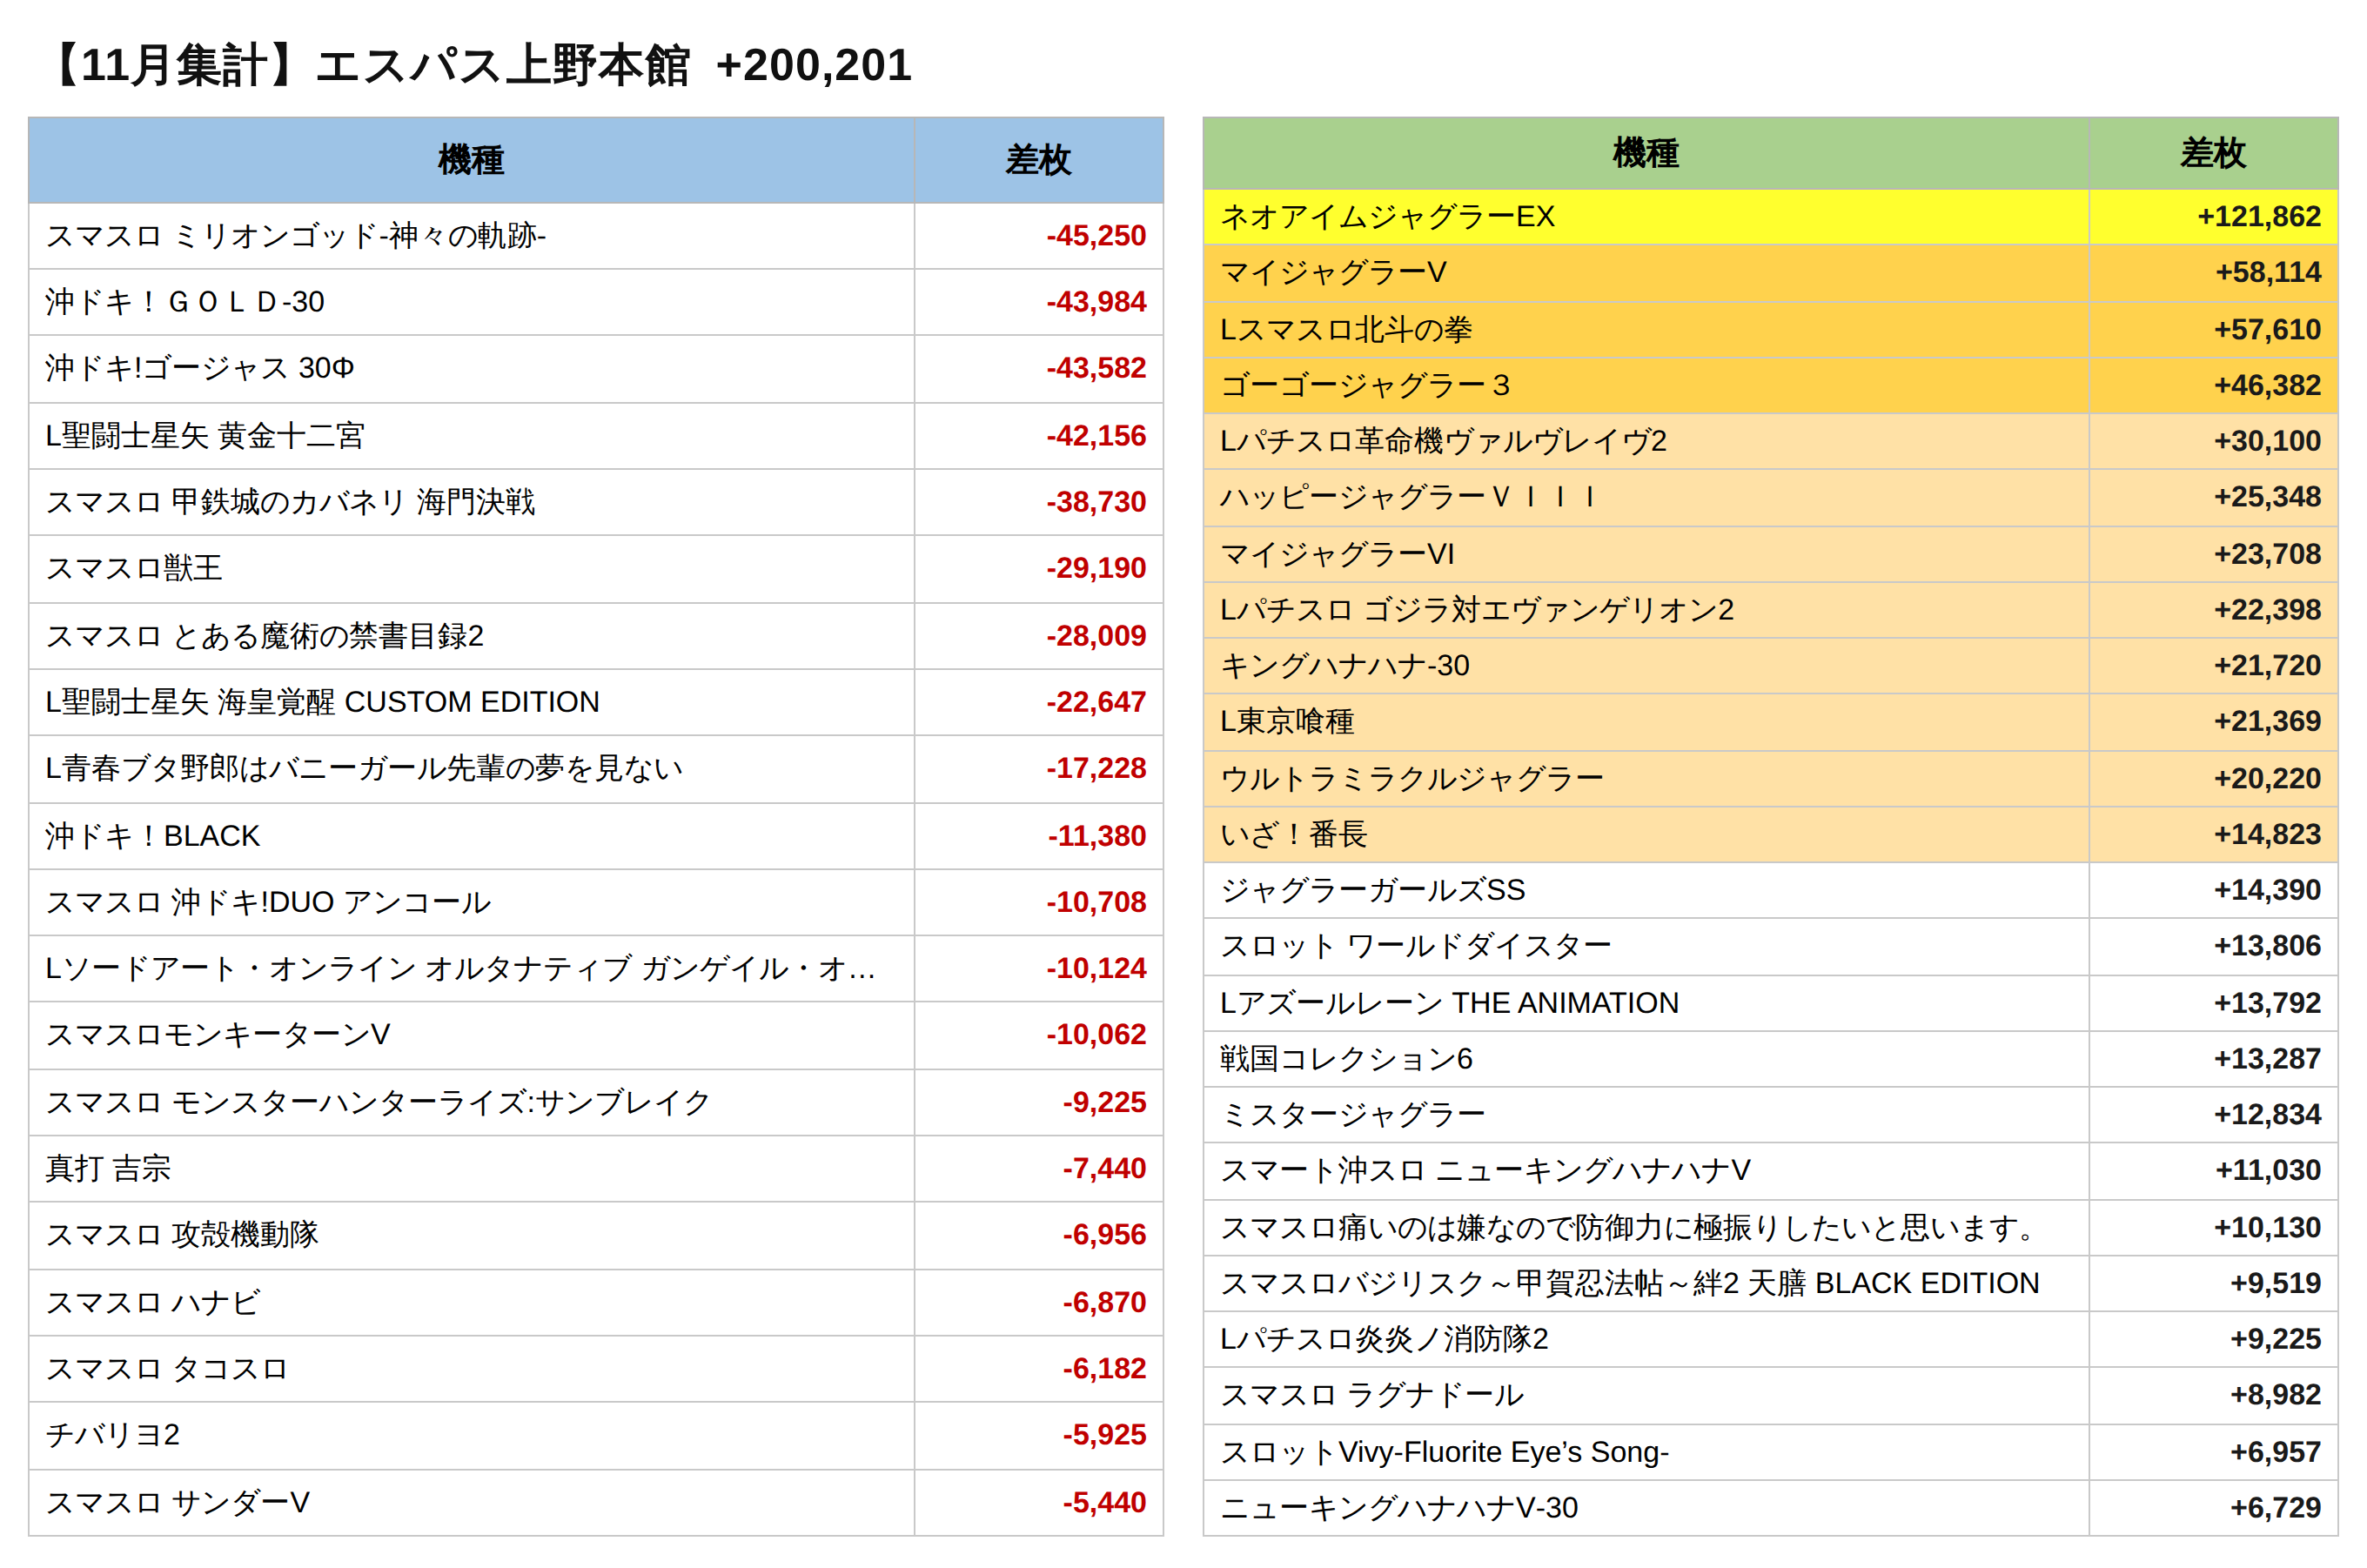 【11月集計】エスパス上野本館 +200,201
機種 差枚
スマスロ ミリオンゴッド-神々の軌跡- -45,250
沖ドキ！ＧＯＬＤ-30 -43,984
沖ドキ!ゴージャス 30Φ -43,582
L聖闘士星矢 黄金十二宮 -42,156
スマスロ 甲鉄城のカバネリ 海門決戦 -38,730
スマスロ獣王 -29,190
スマスロ とある魔術の禁書目録2 -28,009
L聖闘士星矢 海皇覚醒 CUSTOM EDITION -22,647
L青春ブタ野郎はバニーガール先輩の夢を見ない -17,228
沖ドキ！BLACK -11,380
スマスロ 沖ドキ!DUO アンコール -10,708
Lソードアート・オンライン オルタナティブ ガンゲイル・オ… -10,124
スマスロモンキーターンV -10,062
スマスロ モンスターハンターライズ:サンブレイク -9,225
真打 吉宗 -7,440
スマスロ 攻殻機動隊 -6,956
スマスロ ハナビ -6,870
スマスロ タコスロ -6,182
チバリヨ2 -5,925
スマスロ サンダーV -5,440
機種 差枚
ネオアイムジャグラーEX +121,862
マイジャグラーV +58,114
Lスマスロ北斗の拳 +57,610
ゴーゴージャグラー３ +46,382
Lパチスロ革命機ヴァルヴレイヴ2 +30,100
ハッピージャグラーＶＩＩＩ +25,348
マイジャグラーVI +23,708
Lパチスロ ゴジラ対エヴァンゲリオン2 +22,398
キングハナハナ-30 +21,720
L東京喰種 +21,369
ウルトラミラクルジャグラー +20,220
いざ！番長 +14,823
ジャグラーガールズSS +14,390
スロット ワールドダイスター +13,806
Lアズールレーン THE ANIMATION +13,792
戦国コレクション6 +13,287
ミスタージャグラー +12,834
スマート沖スロ ニューキングハナハナV +11,030
スマスロ痛いのは嫌なので防御力に極振りしたいと思います。 +10,130
スマスロバジリスク～甲賀忍法帖～絆2 天膳 BLACK EDITION +9,519
Lパチスロ炎炎ノ消防隊2 +9,225
スマスロ ラグナドール +8,982
スロットVivy-Fluorite Eye’s Song- +6,957
ニューキングハナハナV-30 +6,729